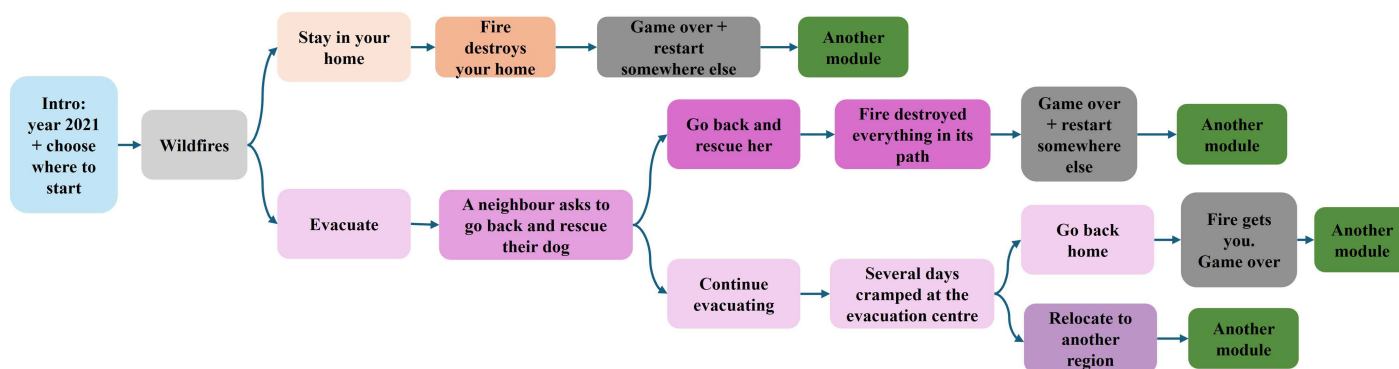 Intro:
year 2021
+ choose
where to
start
Wildfires
Stay in your
home
Fire
destroys
your home
Game over +
restart
somewhere else
Another
module
Evacuate
A neighbour asks to
go back and rescue
their dog
Go back and
rescue her
Fire destroyed
everything in its
path
Game over
+ restart
somewhere
else
Another
module
Continue
evacuating
Several days
cramped at the
evacuation centre
Go back
home
Fire gets
you.
Game over
Another
module
Relocate to
another
region
Another
module